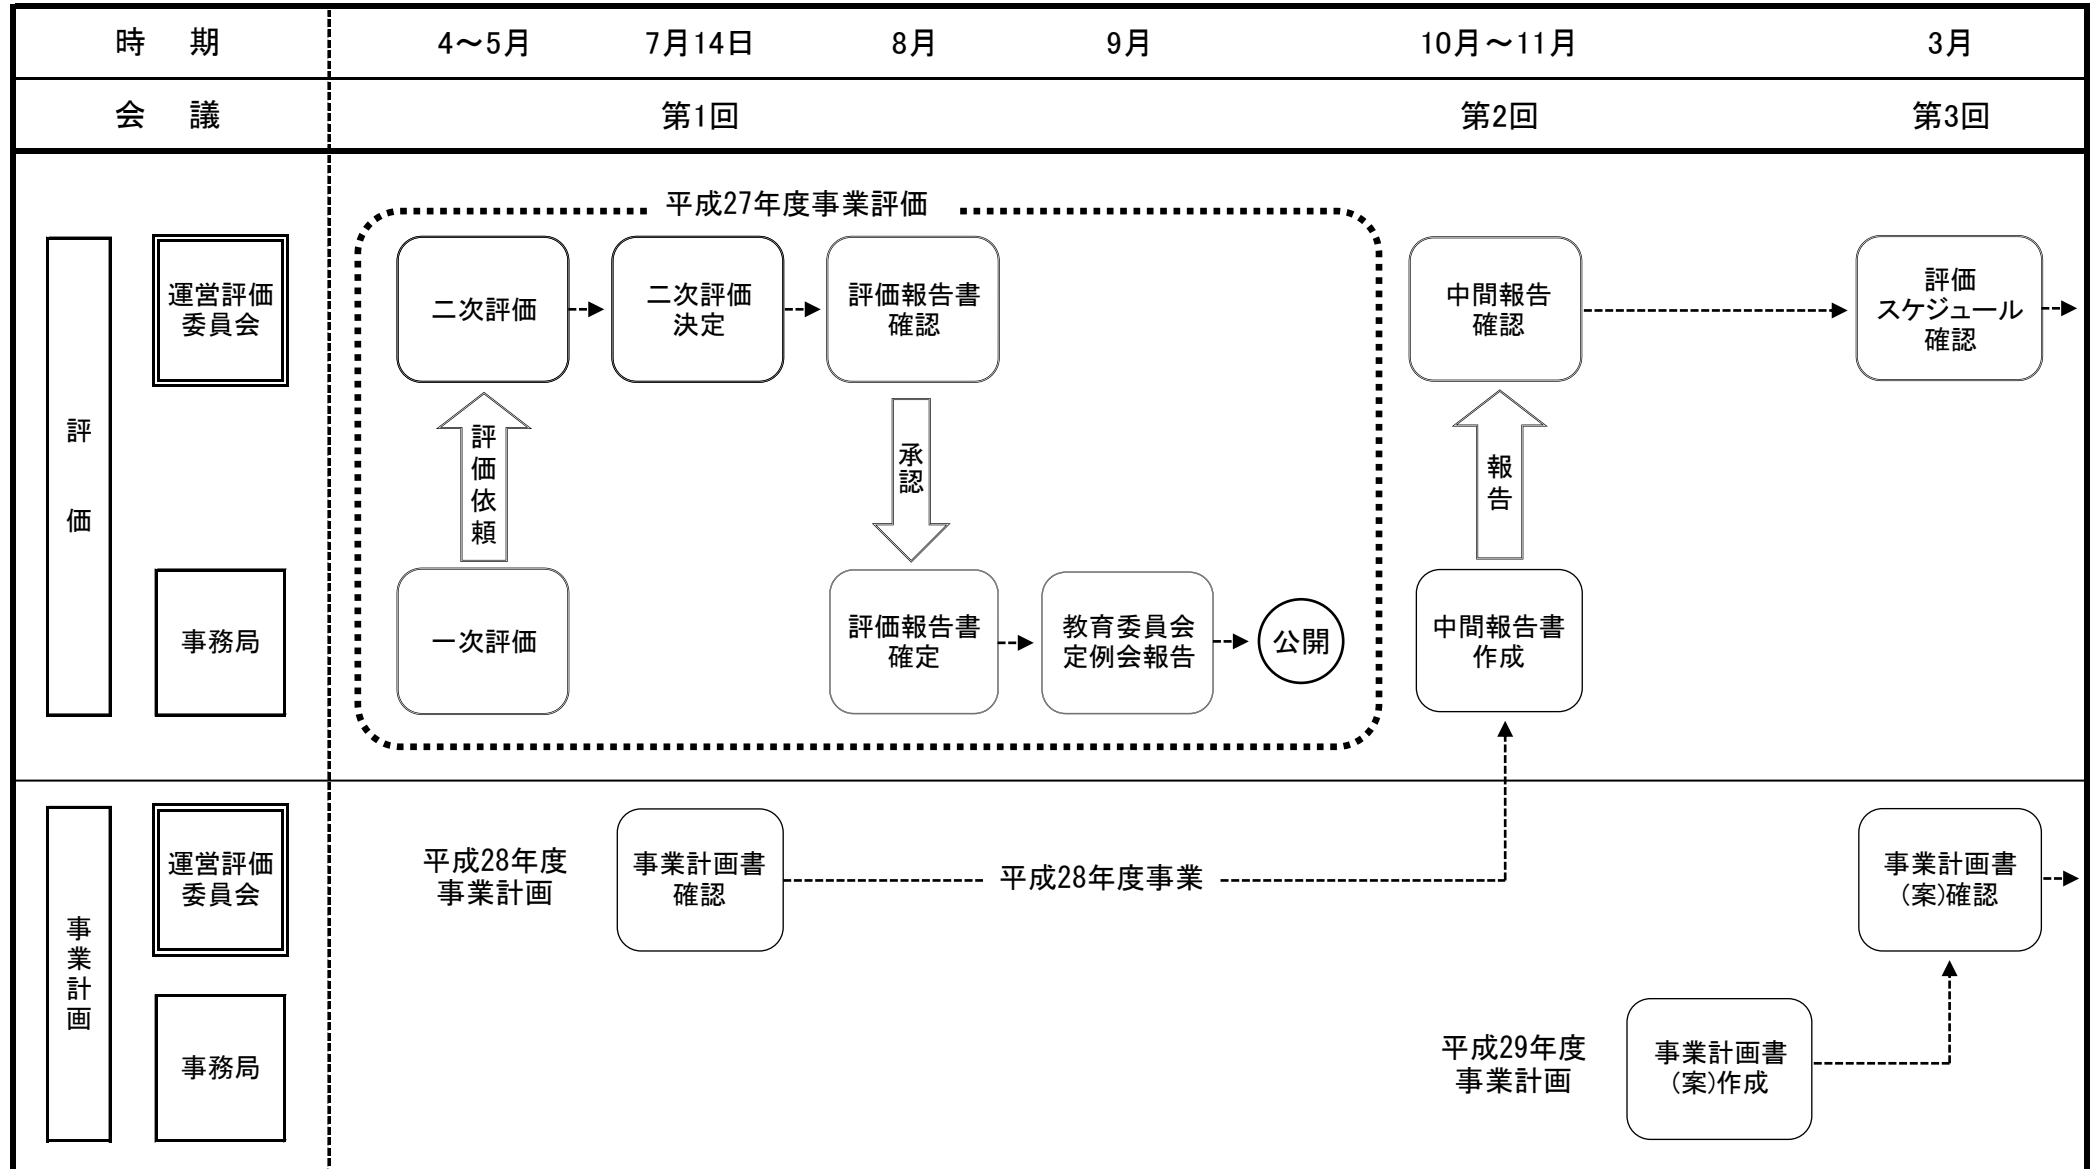 時　期
4～5月
7月14日
8月
9月
10月～11月
3月
会　議
第1回
第2回
第3回
平成27年度事業評価
評価
運営評価
委員会
二次評価
二次評価
決定
評価報告書
確認
中間報告
確認
評価
スケジュール
確認
評価依頼
承認
報告
事務局
一次評価
評価報告書
確定
教育委員会
定例会報告
公開
中間報告書
作成
事業計画
運営評価
委員会
平成28年度
事業計画
事業計画書
確認
平成28年度事業
事業計画書
(案)確認
事務局
平成29年度
事業計画
事業計画書
(案)作成